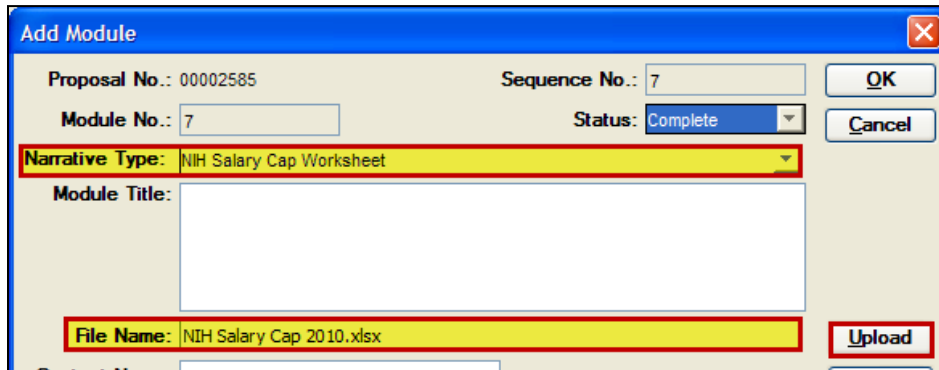 Add Module
Proposal No.: 00002585 Sequence No.: 7 OK
Module No.: 7 Status: Complete Cancel
Narrative Type: NIH Salary Cap Worksheet
Module Title:
File Name: NIH Salary Cap 2010.xlsx Upload